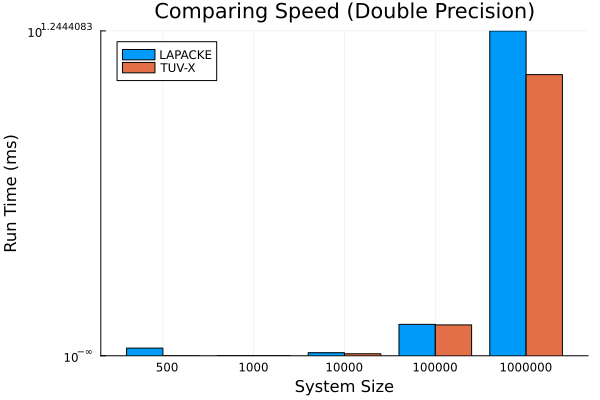 Comparing Speed (Double Precision)
10^1.2444083
LAPACKE
TUV-X
Run Time (ms)
10^−∞
500 1000 10000 100000 1000000
System Size